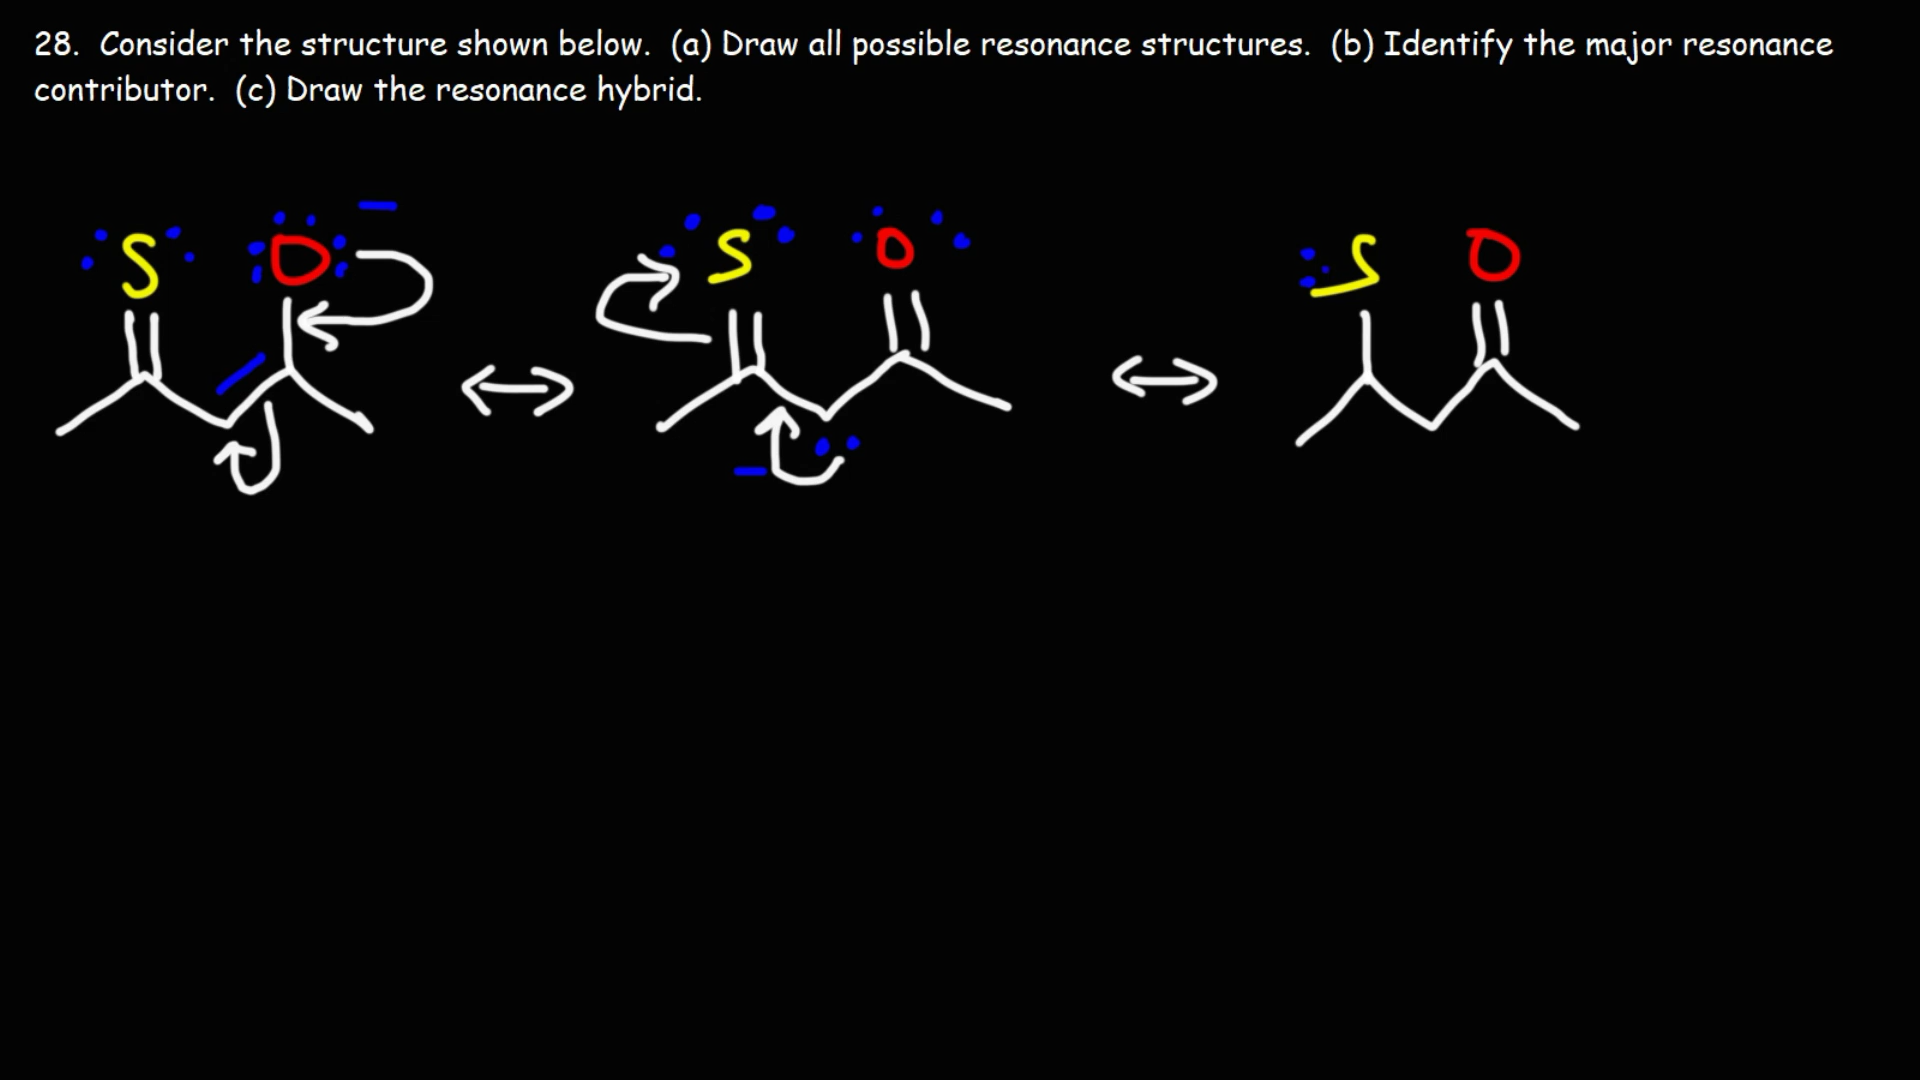 28. Consider the structure shown below. (a) Draw all possible resonance structures. (b) Identify the major resonance
contributor. (c) Draw the resonance hybrid.
S O − S O S O
−